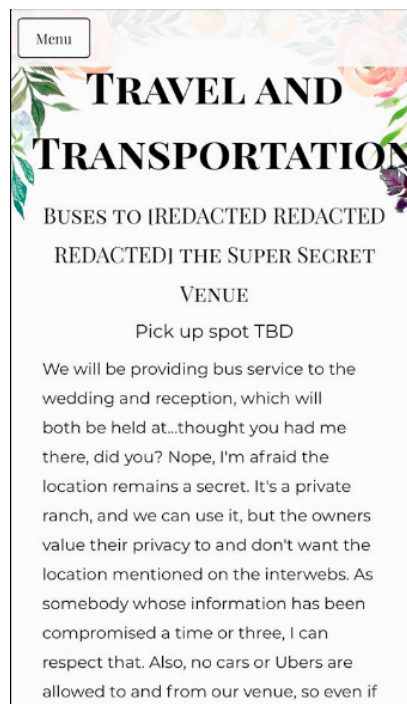 Menu
Travel and
Transportation
Buses to [REDACTED REDACTED
REDACTED] the Super Secret
Venue
Pick up spot TBD
We will be providing bus service to the
wedding and reception, which will
both be held at...thought you had me
there, did you? Nope, I'm afraid the
location remains a secret. It's a private
ranch, and we can use it, but the owners
value their privacy to and don't want the
location mentioned on the interwebs. As
somebody whose information has been
compromised a time or three, I can
respect that. Also, no cars or Ubers are
allowed to and from our venue, so even if